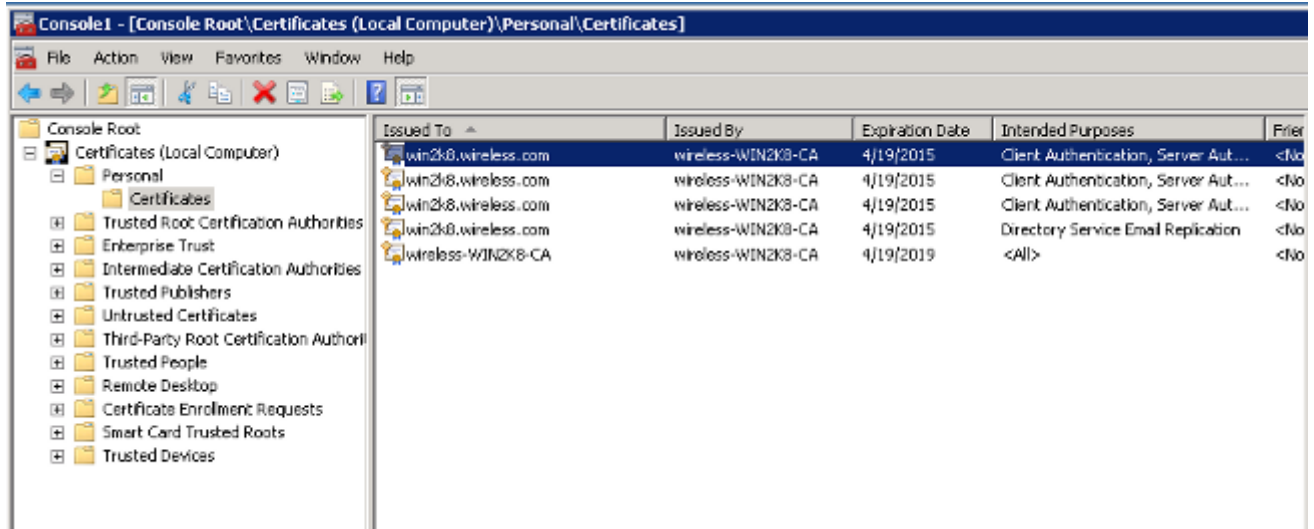 Console1 - [Console Root\Certificates (Local Computer)\Personal\Certificates]
File Action View Favorites Window Help
Console Root
Certificates (Local Computer)
Personal
Certificates
Trusted Root Certification Authorities
Enterprise Trust
Intermediate Certification Authorities
Trusted Publishers
Untrusted Certificates
Third-Party Root Certification Authorit
Trusted People
Remote Desktop
Certificate Enrollment Requests
Smart Card Trusted Roots
Trusted Devices
Issued To Issued By Expiration Date Intended Purposes Frier
win2k8.wireless.com wireless-WIN2K8-CA 4/19/2015 Client Authentication, Server Aut... <No
win2k8.wireless.com wireless-WIN2K8-CA 4/19/2015 Client Authentication, Server Aut... <No
win2k8.wireless.com wireless-WIN2K8-CA 4/19/2015 Client Authentication, Server Aut... <No
win2k8.wireless.com wireless-WIN2K8-CA 4/19/2015 Directory Service Email Replication <No
wireless-WIN2K8-CA wireless-WIN2K8-CA 4/19/2019 <All> <No